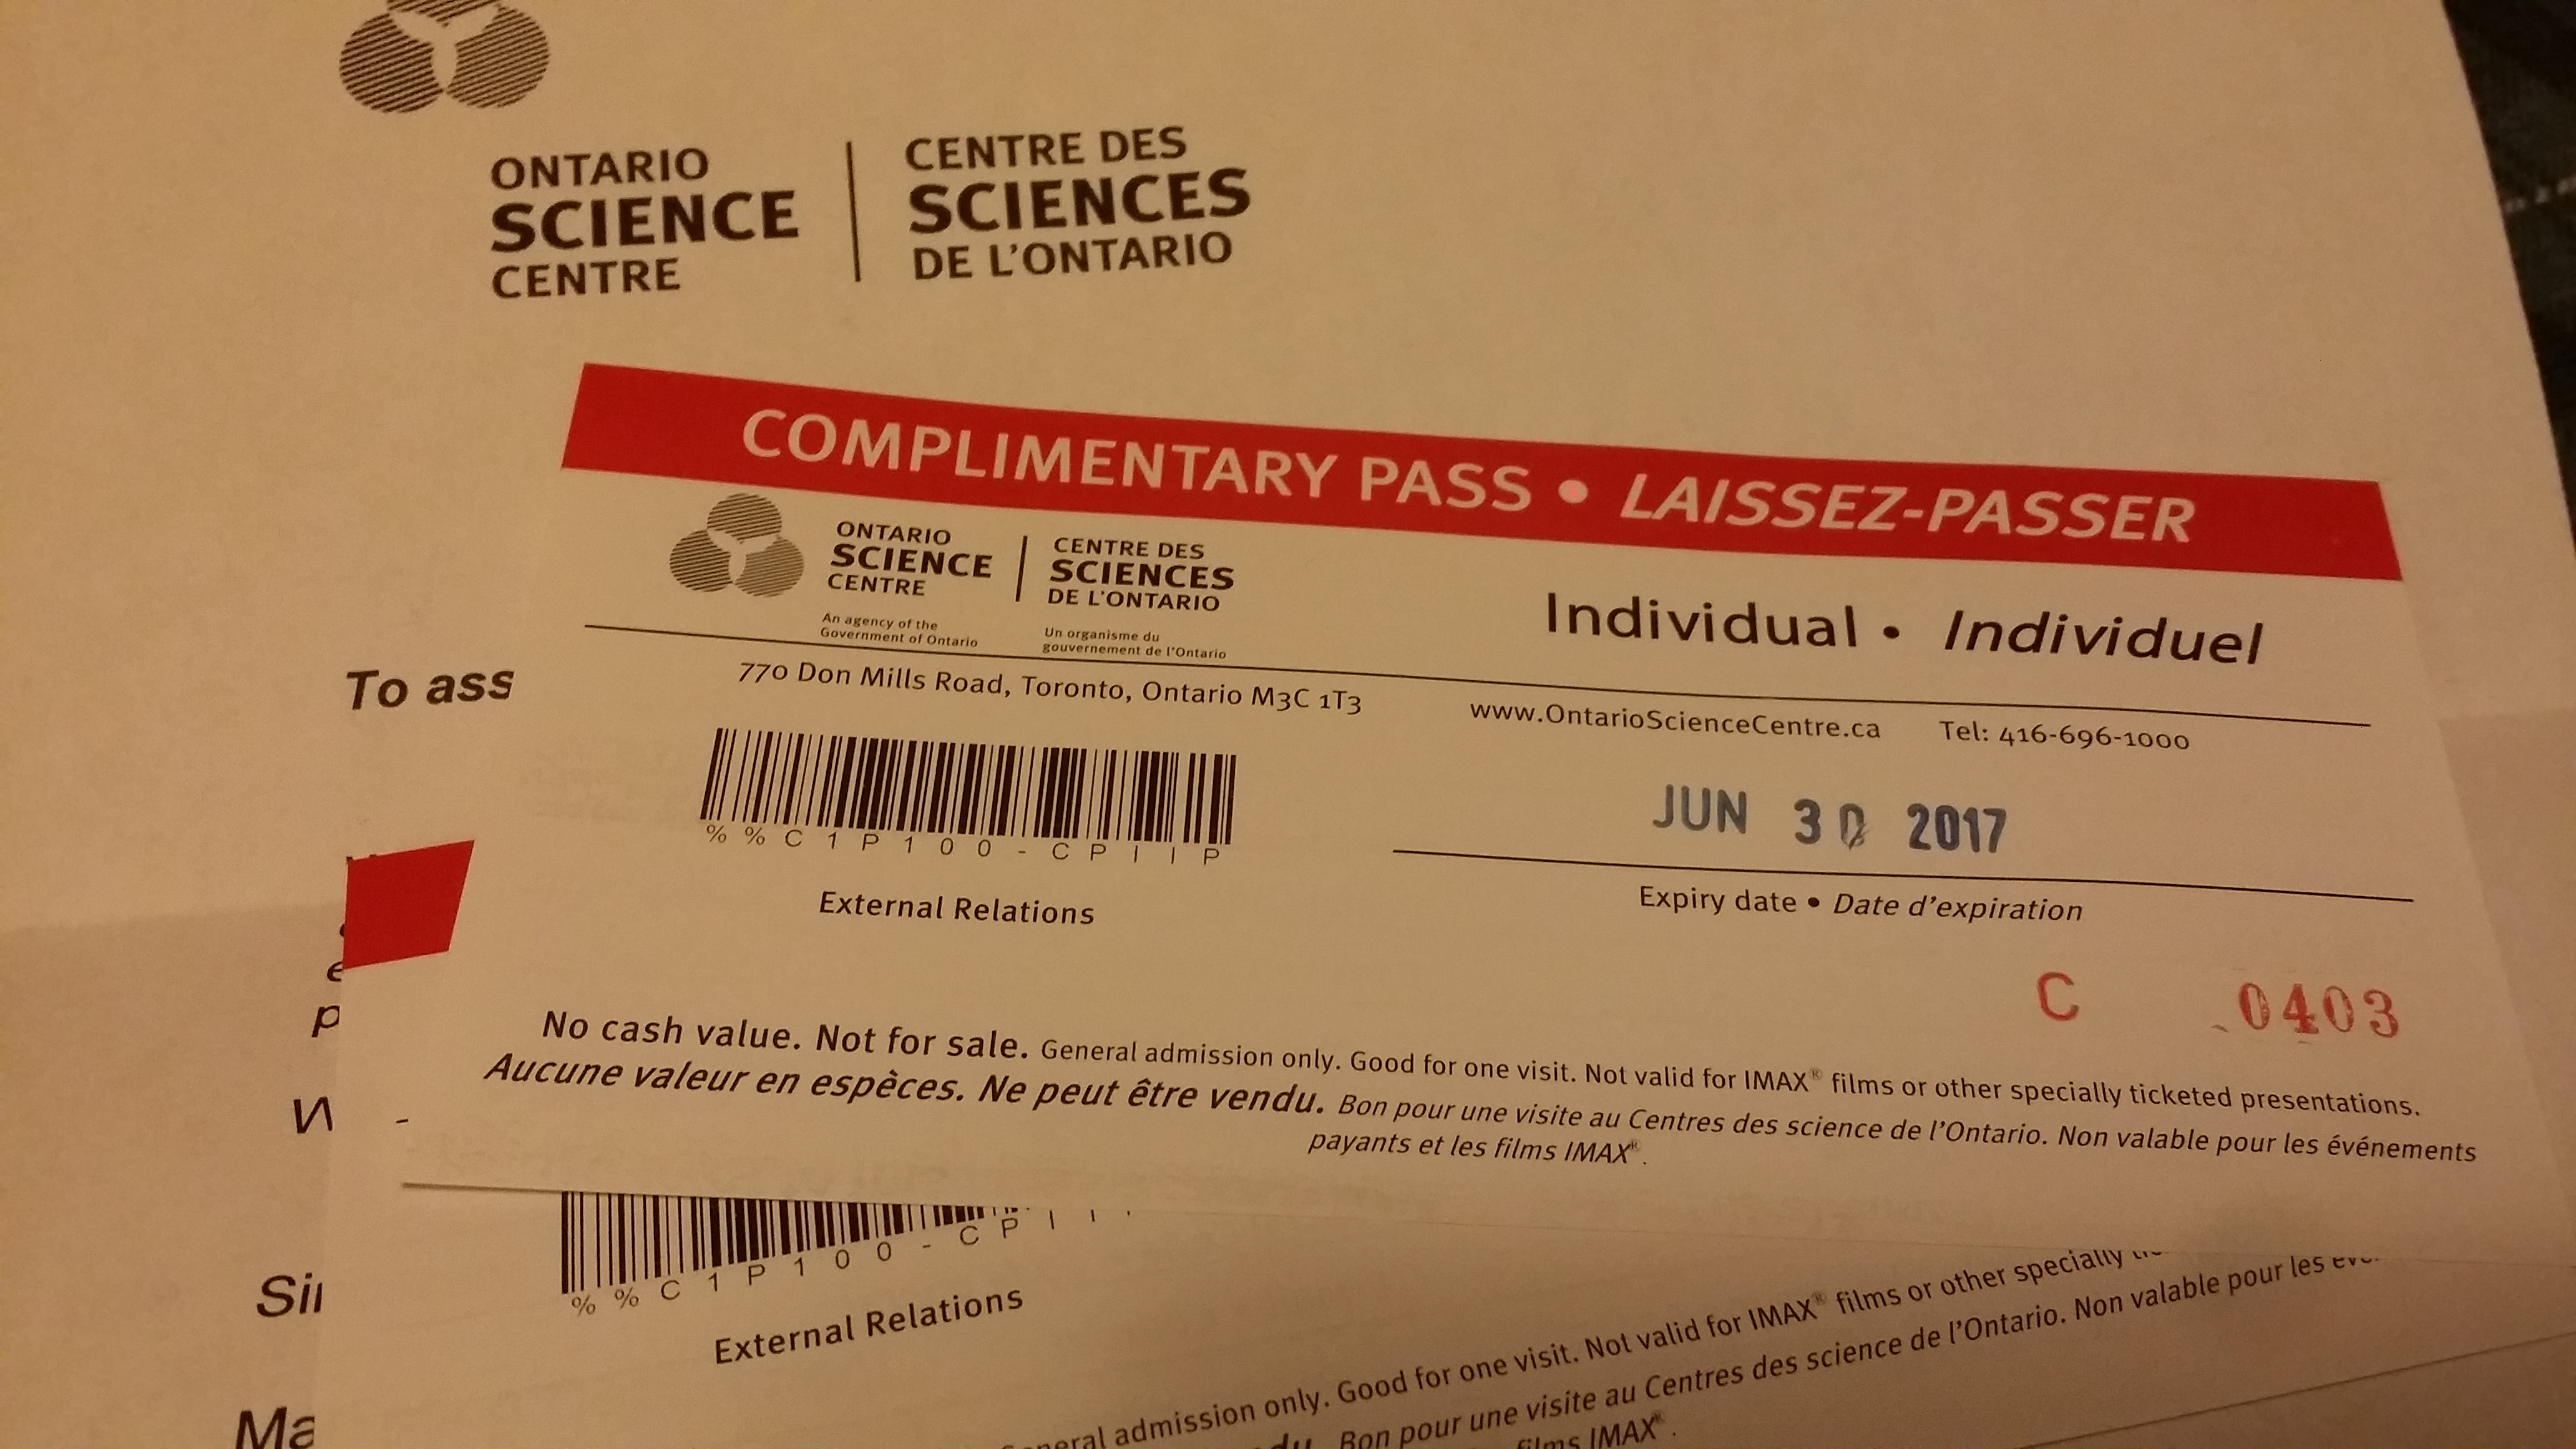 ONTARIO
SCIENCE
CENTRE
CENTRE DES
SCIENCES
DE L'ONTARIO
COMPLIMENTARY PASS • LAISSEZ-PASSER
ONTARIO
SCIENCE
CENTRE
An agency of the
Government of Ontario
CENTRE DES
SCIENCES
DE L'ONTARIO
Un organisme du
gouvernement de l'Ontario
Individual • Individuel
770 Don Mills Road, Toronto, Ontario M3C 1T3
www.OntarioScienceCentre.ca Tel: 416-696-1000
To ass
%%C1P100-CPIIP
JUN 30 2017
External Relations
Expiry date • Date d'expiration
C 0403
No cash value. Not for sale. General admission only. Good for one visit. Not valid for IMAX® films or other specially ticketed presentations.
Aucune valeur en espèces. Ne peut être vendu. Bon pour une visite au Centres des science de l'Ontario. Non valable pour les événements
payants et les films IMAX®.
%%C1P100-CPI
External Relations
admission only. Good for one visit. Not valid for IMAX® films or other specially
Bon pour une visite au Centres des science de l'Ontario. Non valable pour les
films IMAX®.
Ma